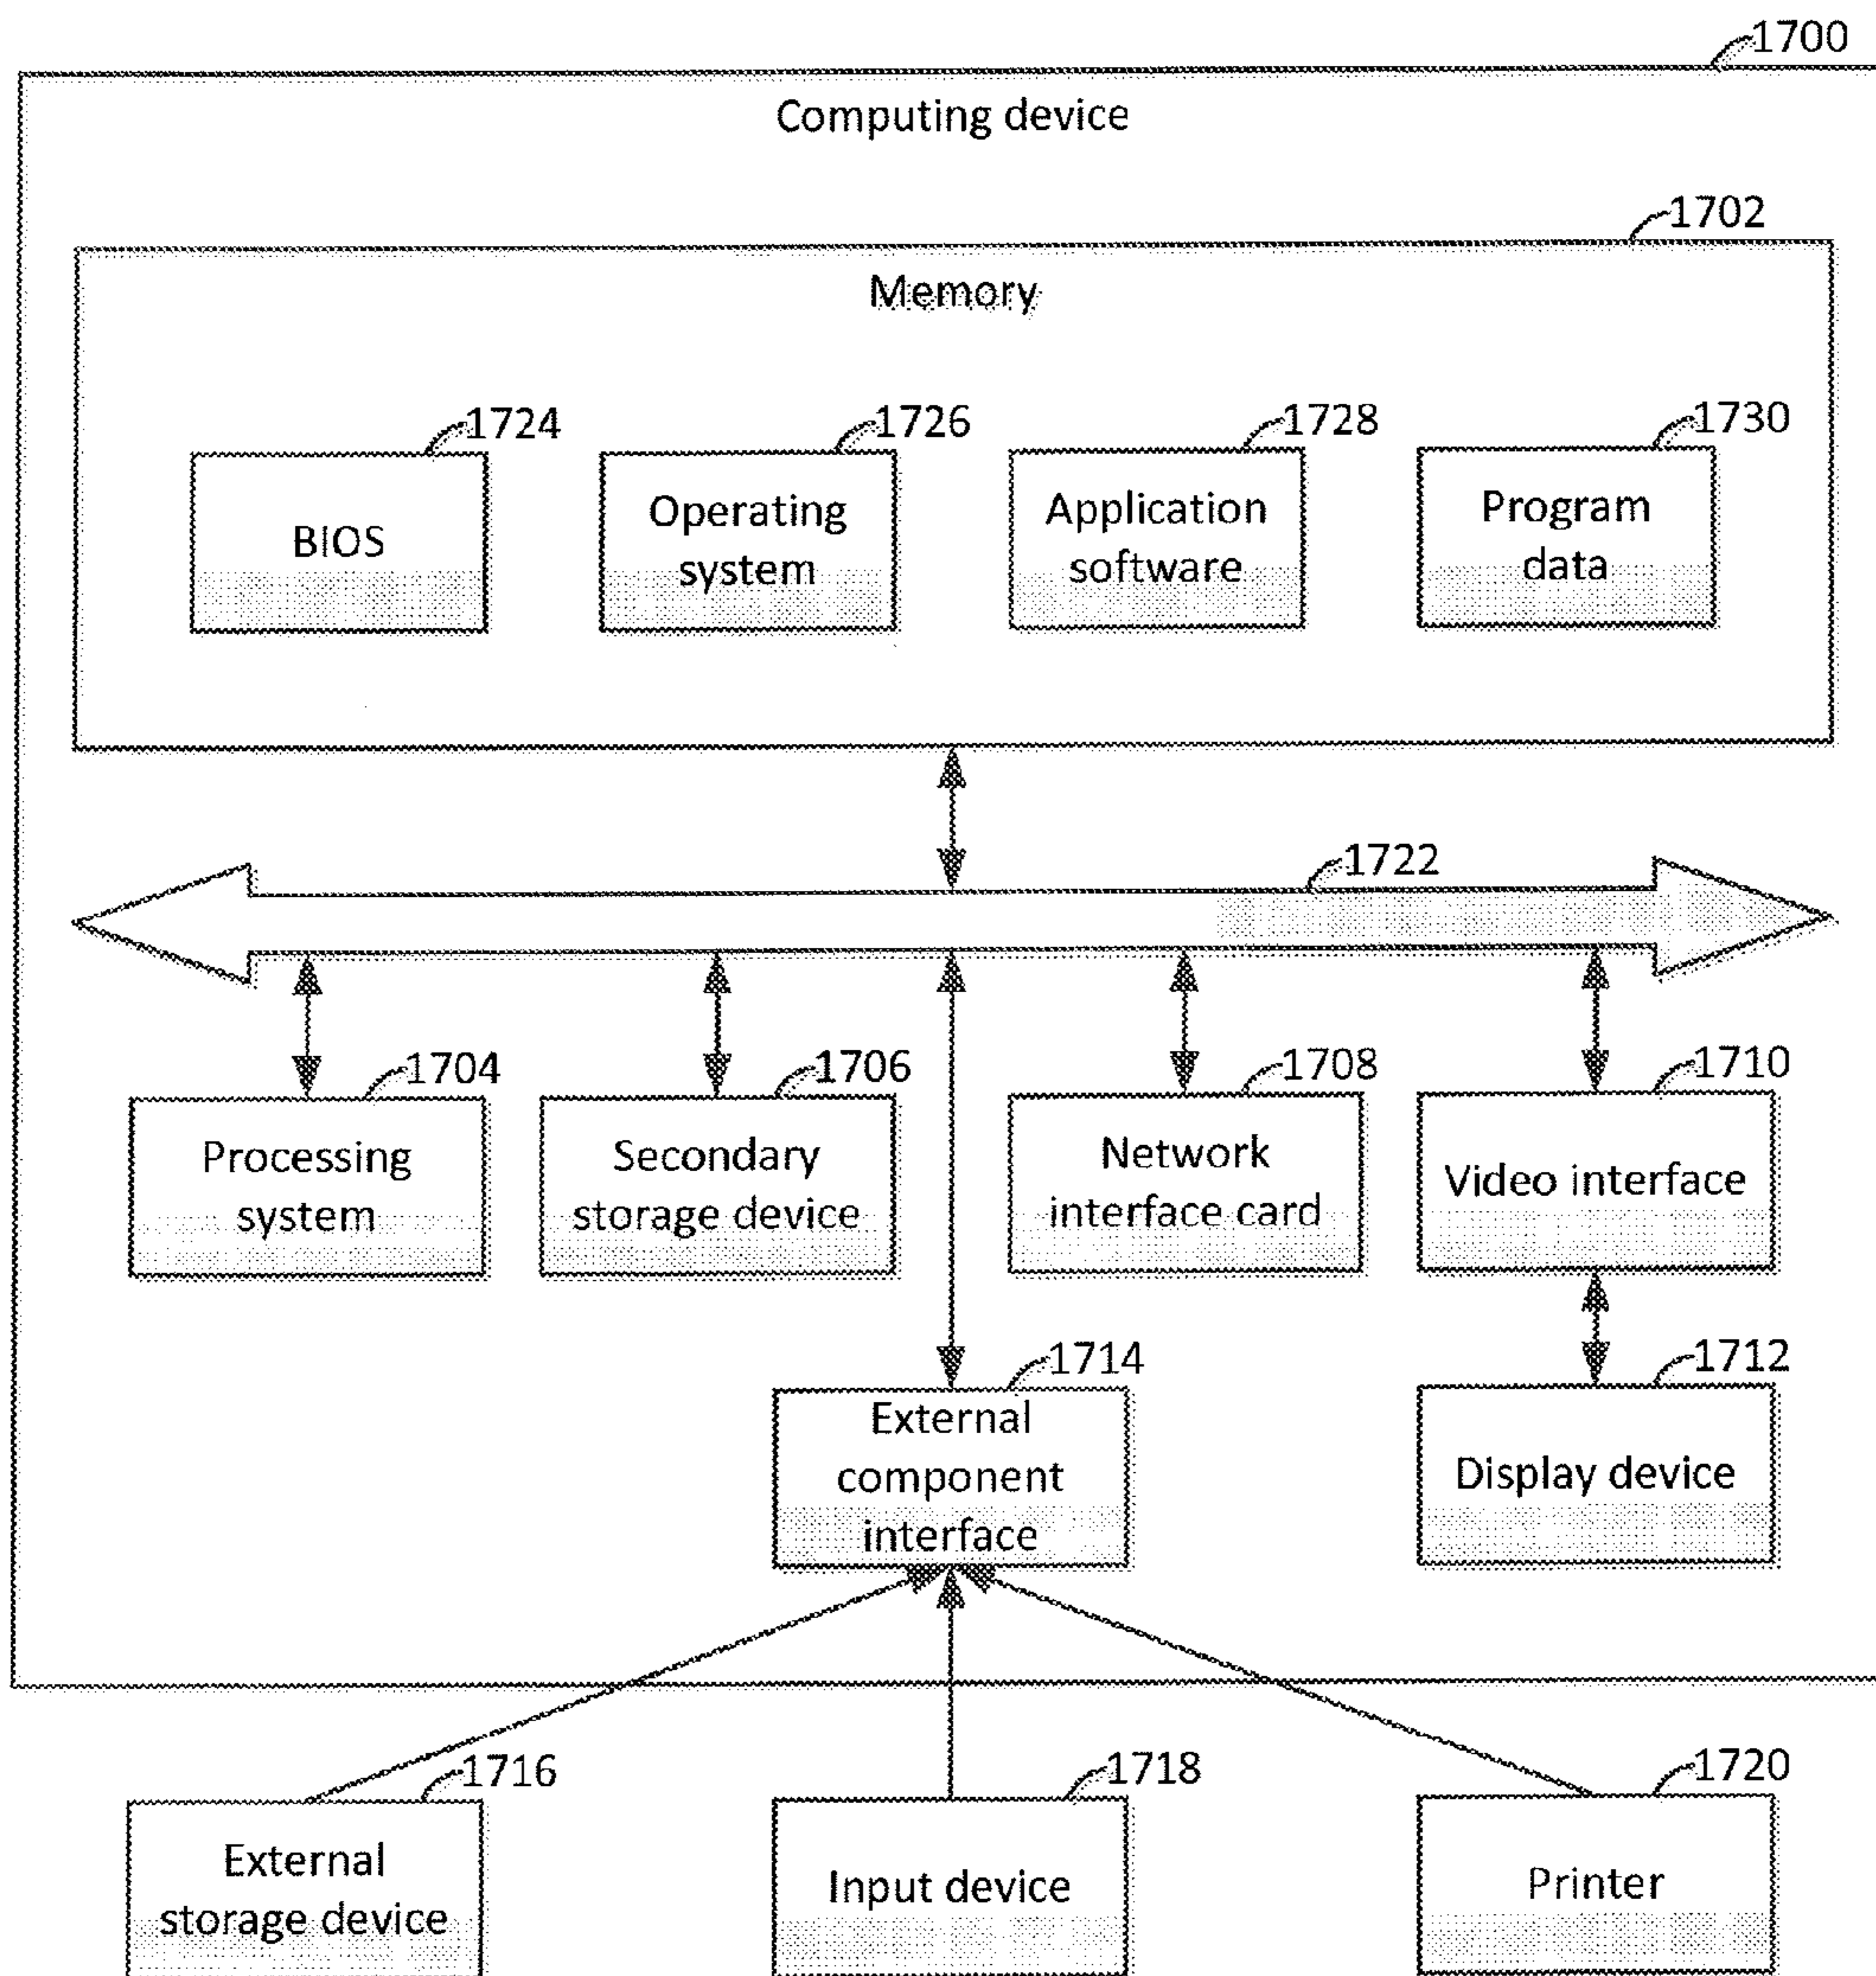 1700
Computing device
1702
Memory
1724
1726
1728
1730
BIOS
Operating
system
Application
software
Program
data
1722
1704
1706
1708
1710
Processing
system
Secondary
storage device
Network
interface card
Video interface
1714
1712
External
component
interface
Display device
1716
1718
1720
External
storage device
Input device
Printer